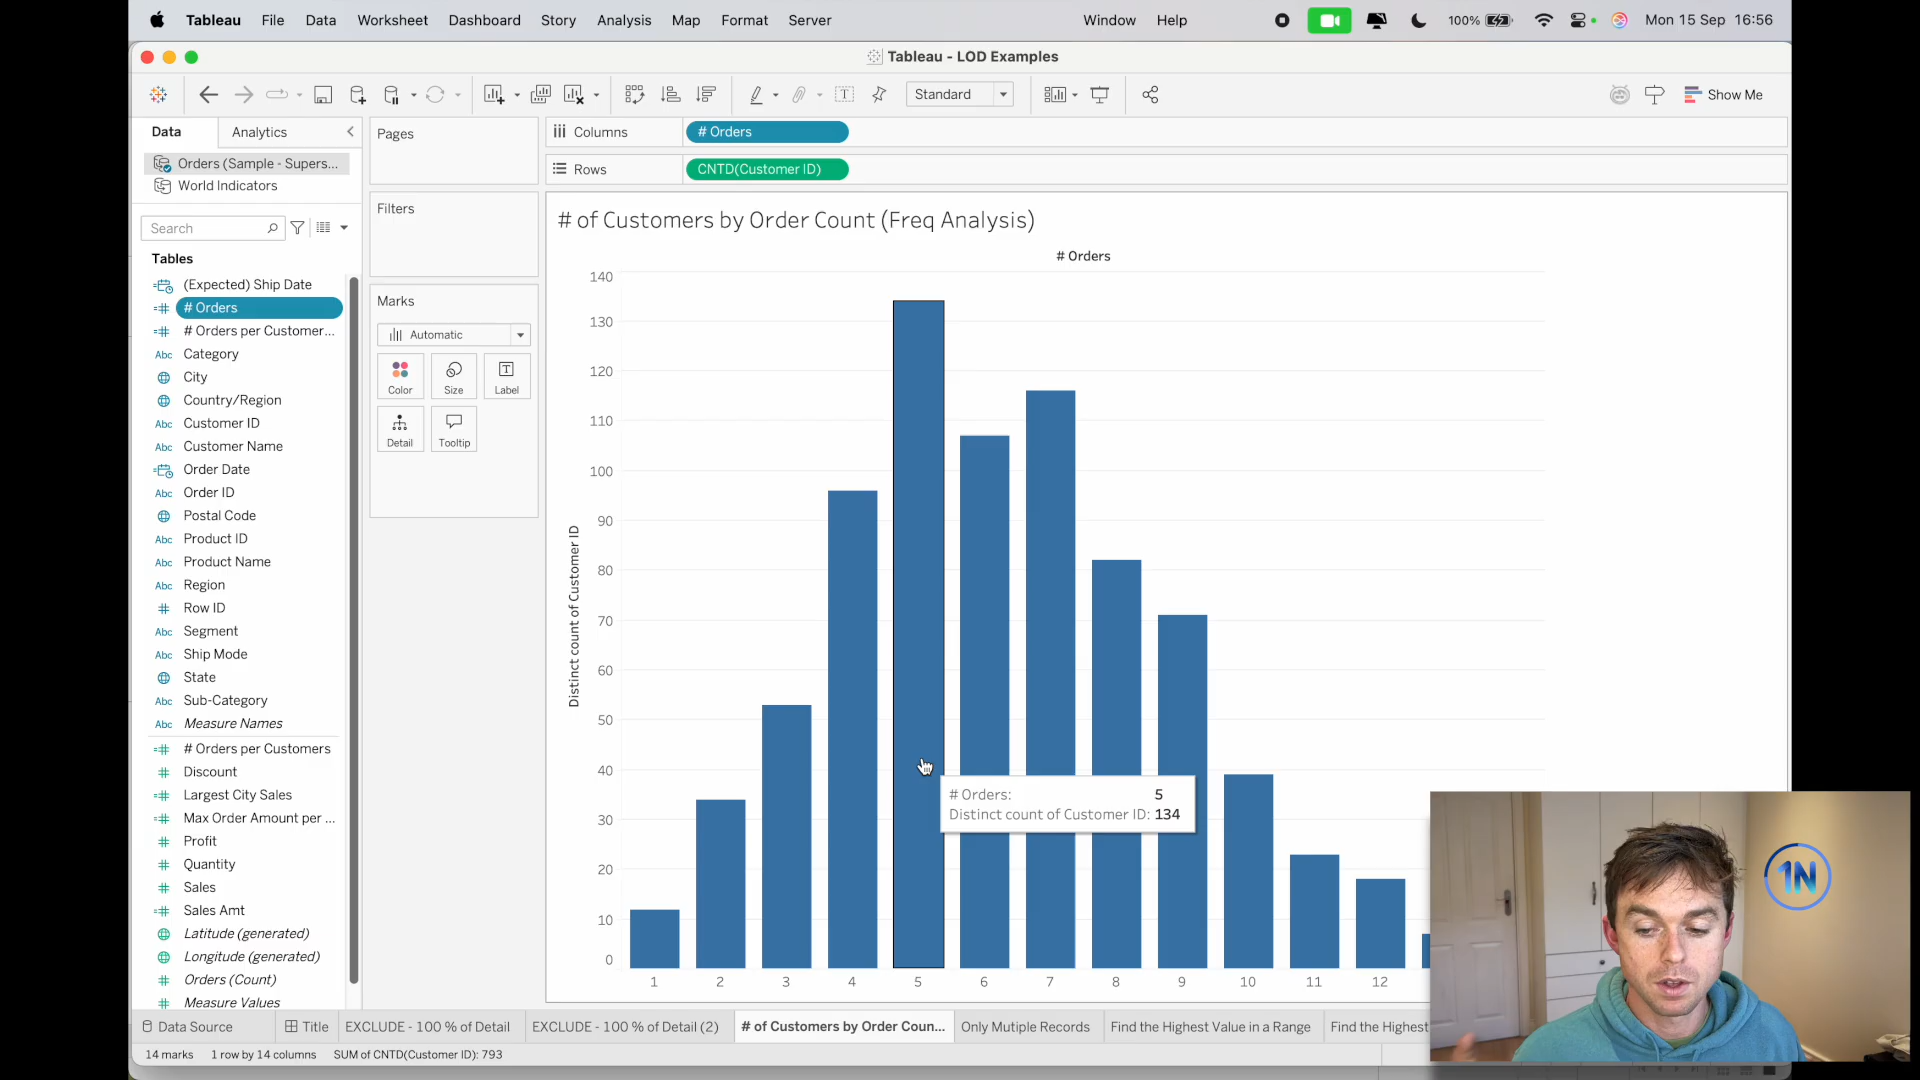 Tableau File Data Worksheet Dashboard Story Analysis Map Format Server Window Help 100% Mon 15 Sep 16:56
Tableau - LOD Examples
Standard Show Me
Data Analytics
Orders (Sample - Supers...
World Indicators
Search
Tables
(Expected) Ship Date
# Orders
# Orders per Customer...
Category
City
Country/Region
Customer ID
Customer Name
Order Date
Order ID
Postal Code
Product ID
Product Name
Region
Row ID
Segment
Ship Mode
State
Sub-Category
Measure Names
# Orders per Customers
Discount
Largest City Sales
Max Order Amount per ...
Profit
Quantity
Sales
Sales Amt
Latitude (generated)
Longitude (generated)
Orders (Count)
Measure Values
Pages
Filters
Marks
Automatic
Color Size Label
Detail Tooltip
Columns # Orders
Rows CNTD(Customer ID)
# of Customers by Order Count (Freq Analysis)
# Orders
Distinct count of Customer ID
140
130
120
110
100
90
80
70
60
50
40
30
20
10
0
1 2 3 4 5 6 7 8 9 10 11 12
# Orders: 5
Distinct count of Customer ID: 134
1N
Data Source Title EXCLUDE - 100 % of Detail EXCLUDE - 100 % of Detail (2) # of Customers by Order Coun... Only Mutiple Records Find the Highest Value in a Range Find the Highest
14 marks 1 row by 14 columns SUM of CNTD(Customer ID): 793